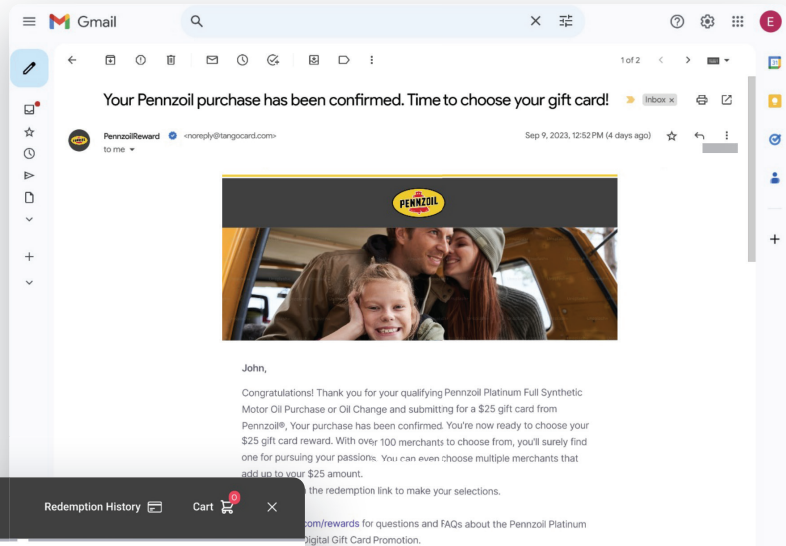 Gmail
E
1 of 2
31
Your Pennzoil purchase has been confirmed. Time to choose your gift card!
Inbox ×
PennzoilReward <noreply@tangocard.com>
Sep 9, 2023, 12:52 PM (4 days ago)
to me
PENNZOIL
PENNZOIL
John,
Congratulations! Thank you for your qualifying Pennzoil Platinum Full Synthetic
Motor Oil Purchase or Oil Change and submitting for a $25 gift card from
Pennzoil®, Your purchase has been confirmed. You're now ready to choose your
$25 gift card reward. With over 100 merchants to choose from, you'll surely find
one for pursuing your passions. You can even choose multiple merchants that
add up to your $25 amount.
the redemption link to make your selections.
Redemption History
Cart
0
com/rewards for questions and FAQs about the Pennzoil Platinum
Digital Gift Card Promotion.